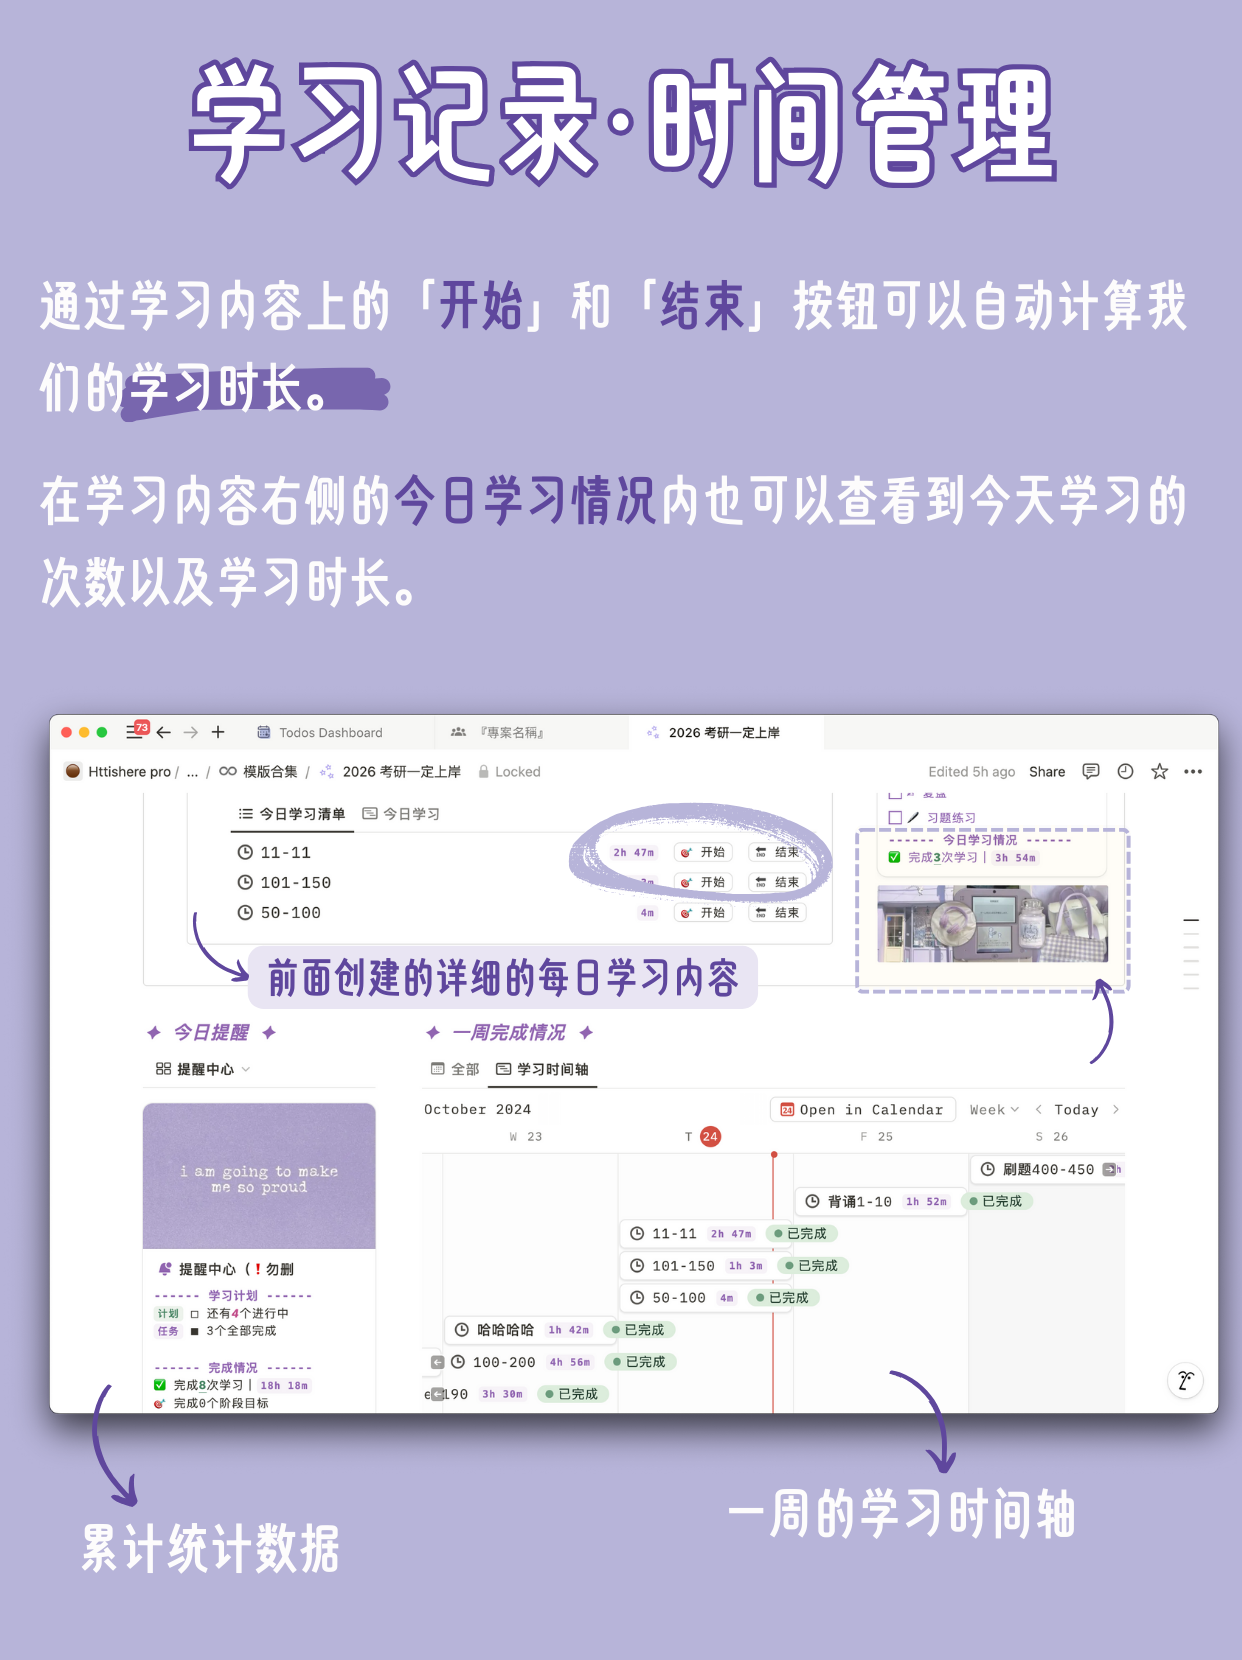 学习记录·时间管理
通过学习内容上的「开始」和「结束」按钮可以自动计算我
们的学习时长。
在学习内容右侧的今日学习情况内也可以查看到今天学习的
次数以及学习时长。
73
Todos Dashboard
『專案名稱』
2026 考研一定上岸
Httishere pro / ... / 模版合集 / 2026 考研一定上岸 Locked
Edited 5h ago Share
今日学习清单 今日学习
11-11 2h 47m 开始 结束
101-150 开始 结束
50-100 4m 开始 结束
复盘
习题练习
------ 今日学习情况 ------
完成3次学习 | 3h 54m
前面创建的详细的每日学习内容
今日提醒
提醒中心
i am going to make
me so proud
提醒中心（❗勿删
------ 学习计划 ------
计划 □ 还有4个进行中
任务 ■ 3个全部完成
------ 完成情况 ------
✅ 完成8次学习 | 18h 18m
🎯 完成0个阶段目标
一周完成情况
全部 学习时间轴
October 2024
24 Open in Calendar Week Today
W 23 T 24 F 25 S 26
刷题400-450
背诵1-10 1h 52m 已完成
11-11 2h 47m 已完成
101-150 1h 3m 已完成
50-100 4m 已完成
哈哈哈哈 1h 42m 已完成
100-200 4h 56m 已完成
190 3h 30m 已完成
累计统计数据
一周的学习时间轴